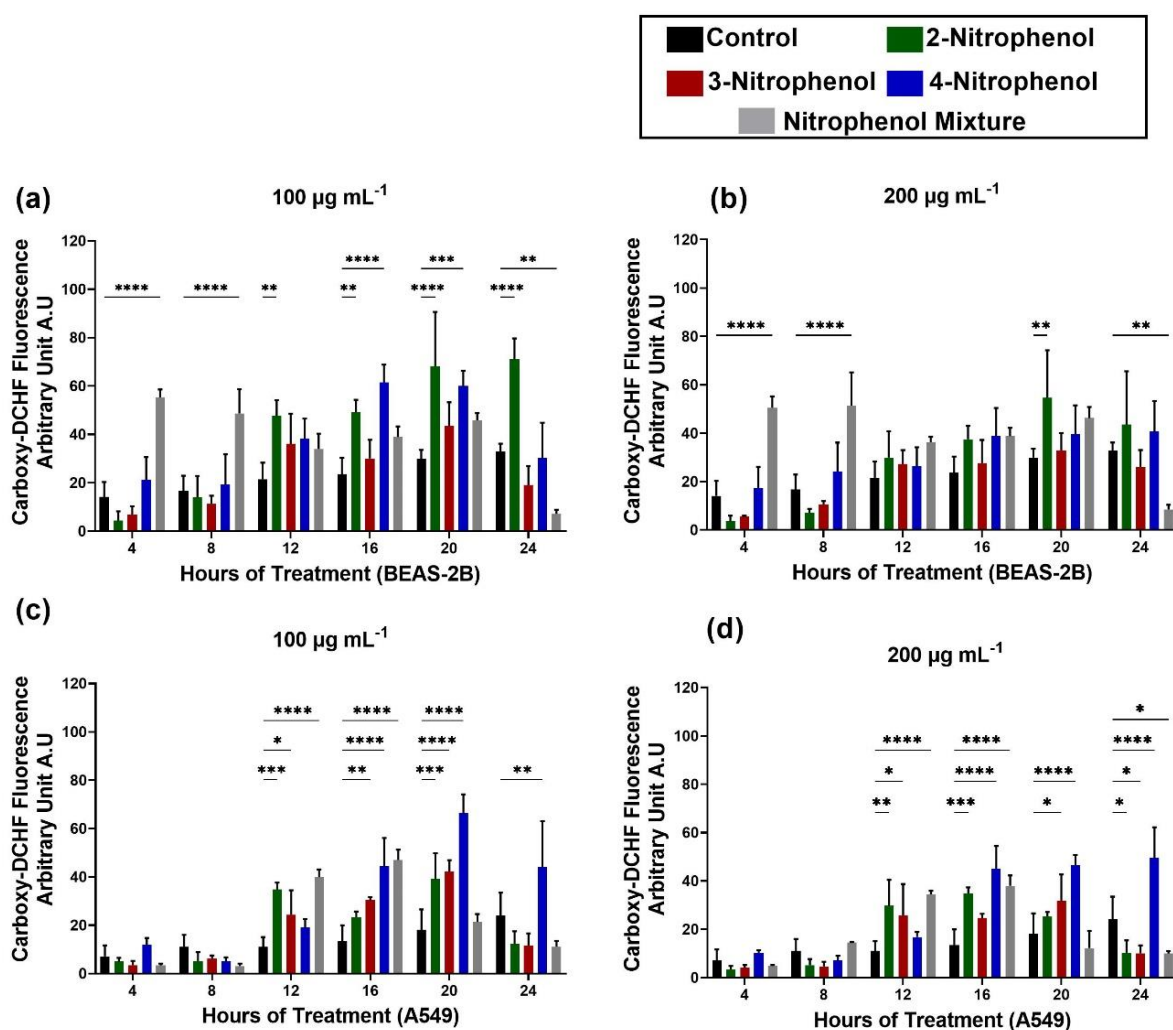 Control
2-Nitrophenol
3-Nitrophenol
4-Nitrophenol
Nitrophenol Mixture
(a)
100 µg mL-1
Carboxy-DCHF Fluorescence
Arbitrary Unit A.U
120
100
80
60
40
20
0
****
****
**
****
**
***
****
**
****
4 8 12 16 20 24
Hours of Treatment (BEAS-2B)
(b)
200 µg mL-1
Carboxy-DCHF Fluorescence
Arbitrary Unit A.U
120
100
80
60
40
20
0
****
****
**
**
4 8 12 16 20 24
Hours of Treatment (BEAS-2B)
(c)
100 µg mL-1
Carboxy-DCHF Fluorescence
Arbitrary Unit A.U
120
100
80
60
40
20
0
****
*
***
****
****
**
****
****
***
**
4 8 12 16 20 24
Hours of Treatment (A549)
(d)
200 µg mL-1
Carboxy-DCHF Fluorescence
Arbitrary Unit A.U
120
100
80
60
40
20
0
****
*
**
****
****
***
****
*
*
****
*
*
4 8 12 16 20 24
Hours of Treatment (A549)